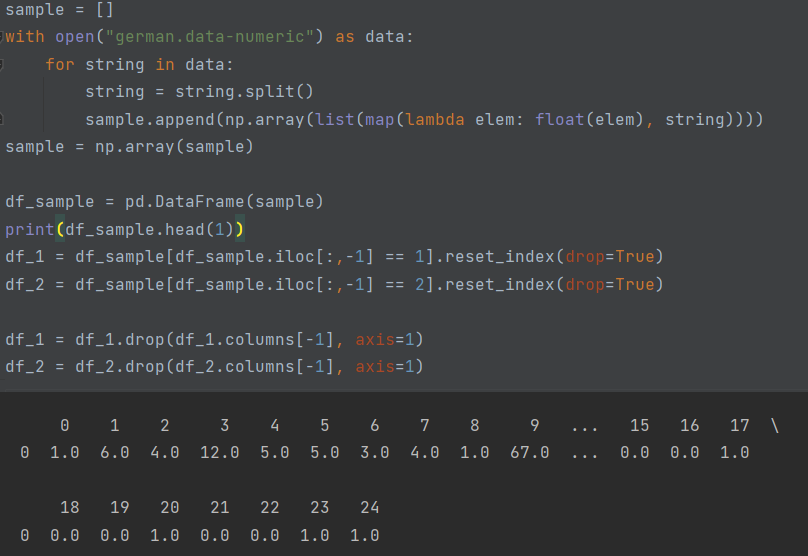 sample = []
with open("german.data-numeric") as data:
    for string in data:
        string = string.split()
        sample.append(np.array(list(map(lambda elem: float(elem), string))))
sample = np.array(sample)

df_sample = pd.DataFrame(sample)
print(df_sample.head(1))
df_1 = df_sample[df_sample.iloc[:,-1] == 1].reset_index(drop=True)
df_2 = df_sample[df_sample.iloc[:,-1] == 2].reset_index(drop=True)

df_1 = df_1.drop(df_1.columns[-1], axis=1)
df_2 = df_2.drop(df_2.columns[-1], axis=1)

    0    1    2     3    4    5    6    7    8     9   ...   15   16   17  \
0  1.0  6.0  4.0  12.0  5.0  5.0  3.0  4.0  1.0  67.0  ...  0.0  0.0  1.0

    18   19   20   21   22   23   24
0  0.0  0.0  1.0  0.0  0.0  1.0  1.0